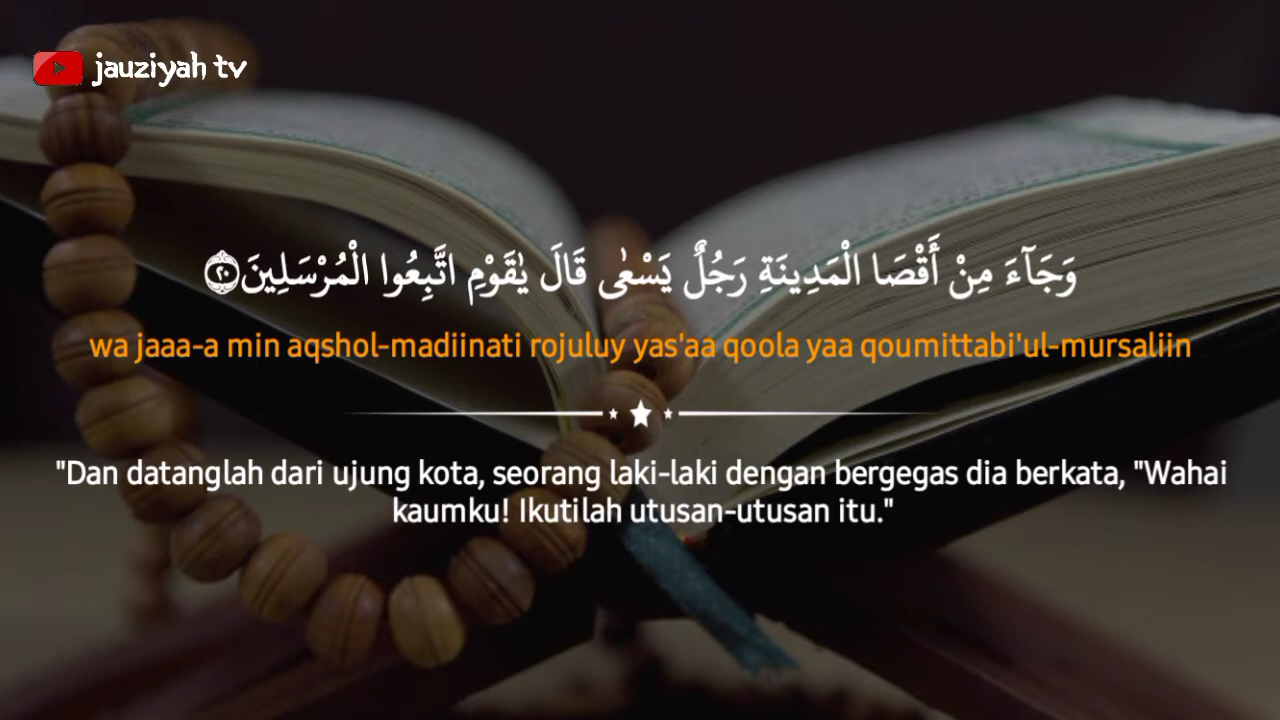 jauziyah tv
وَجَآءَ مِنْ أَقْصَا الْمَدِينَةِ رَجُلٌ يَسْعٰى قَالَ يٰقَوْمِ اتَّبِعُوا الْمُرْسَلِينَ ۝٢٠
wa jaaa-a min aqshol-madiinati rojuluy yas'aa qoola yaa qoumittabi'ul-mursaliin
"Dan datanglah dari ujung kota, seorang laki-laki dengan bergegas dia berkata, "Wahai
kaumku! Ikutilah utusan-utusan itu."